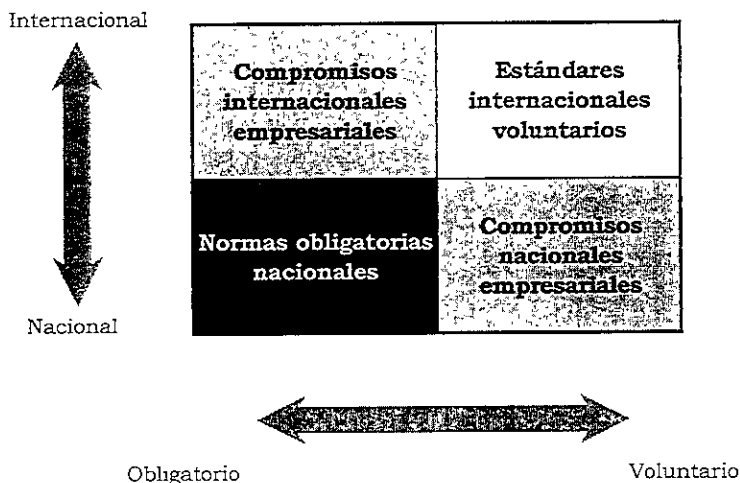 Internacional
Compromisos
internacionales
empresariales
Estándares
internacionales
voluntarios
Normas obligatorias
nacionales
Compromisos
nacionales
empresariales
Nacional
Obligatorio
Voluntario